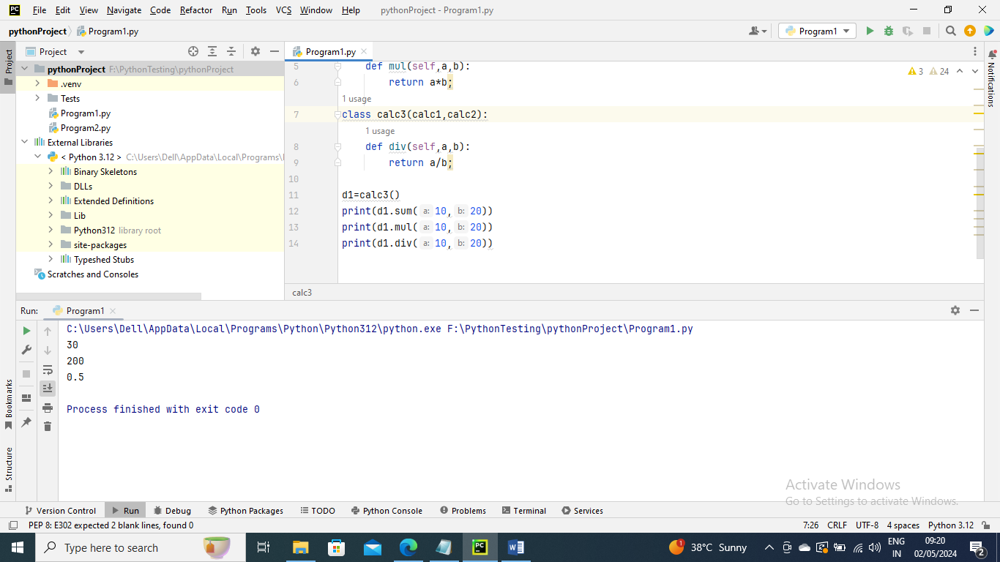 File Edit View Navigate Code Refactor Run Tools VCS Window Help pythonProject - Program1.py
pythonProject Program1.py Program1
Project
Project
pythonProject F:\PythonTesting\pythonProject
.venv
Tests
Program1.py
Program2.py
External Libraries
< Python 3.12 > C:\Users\Dell\AppData\Local\Programs\
Binary Skeletons
DLLs
Extended Definitions
Lib
Python312 library root
site-packages
Typeshed Stubs
Scratches and Consoles
Program1.py
3 24
5 def mul(self,a,b):
6 return a*b;
1 usage
7 class calc3(calc1,calc2):
1 usage
8 def div(self,a,b):
9 return a/b;
10
11 d1=calc3()
12 print(d1.sum( a: 10, b: 20))
13 print(d1.mul( a: 10, b: 20))
14 print(d1.div( a: 10, b: 20))
calc3
Notifications
Run: Program1
C:\Users\Dell\AppData\Local\Programs\Python\Python312\python.exe F:\PythonTesting\pythonProject\Program1.py
30
200
0.5
Process finished with exit code 0
Bookmarks
Structure
Activate Windows
Go to Settings to activate Windows.
Version Control Run Debug Python Packages TODO Python Console Problems Terminal Services
PEP 8: E302 expected 2 blank lines, found 0 7:26 CRLF UTF-8 4 spaces Python 3.12
Type here to search 1 38°C Sunny ENG IN 09:20 02/05/2024 2